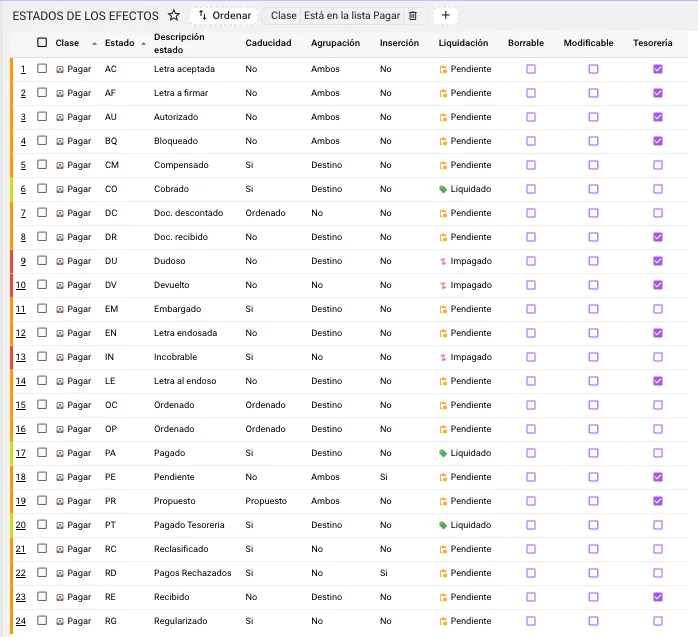 ESTADOS DE LOS EFECTOS Ordenar Clase Está en la lista Pagar
Clase Estado Descripción estado Caducidad Agrupación Inserción Liquidación Borrable Modificable Tesorería
1 Pagar AC Letra aceptada No Ambos No Pendiente
2 Pagar AF Letra a firmar No Ambos No Pendiente
3 Pagar AU Autorizado No Ambos No Pendiente
4 Pagar BQ Bloqueado No Ambos No Pendiente
5 Pagar CM Compensado Si Destino No Pendiente
6 Pagar CO Cobrado Si Destino No Liquidado
7 Pagar DC Doc. descontado Ordenado No No Pendiente
8 Pagar DR Doc. recibido No Destino No Pendiente
9 Pagar DU Dudoso No Destino No Impagado
10 Pagar DV Devuelto No No No Impagado
11 Pagar EM Embargado Si Destino No Pendiente
12 Pagar EN Letra endosada No Destino No Pendiente
13 Pagar IN Incobrable Si No No Impagado
14 Pagar LE Letra al endoso No Destino No Pendiente
15 Pagar OC Ordenado Ordenado Destino No Pendiente
16 Pagar OP Ordenado Ordenado Destino No Pendiente
17 Pagar PA Pagado Si Destino No Liquidado
18 Pagar PE Pendiente No Ambos Si Pendiente
19 Pagar PR Propuesto Propuesto Ambos No Pendiente
20 Pagar PT Pagado Tesoreria Si Destino No Liquidado
21 Pagar RC Reclasificado Si No No Pendiente
22 Pagar RD Pagos Rechazados Si No Si Pendiente
23 Pagar RE Recibido No Destino No Pendiente
24 Pagar RG Regularizado Si No No Pendiente